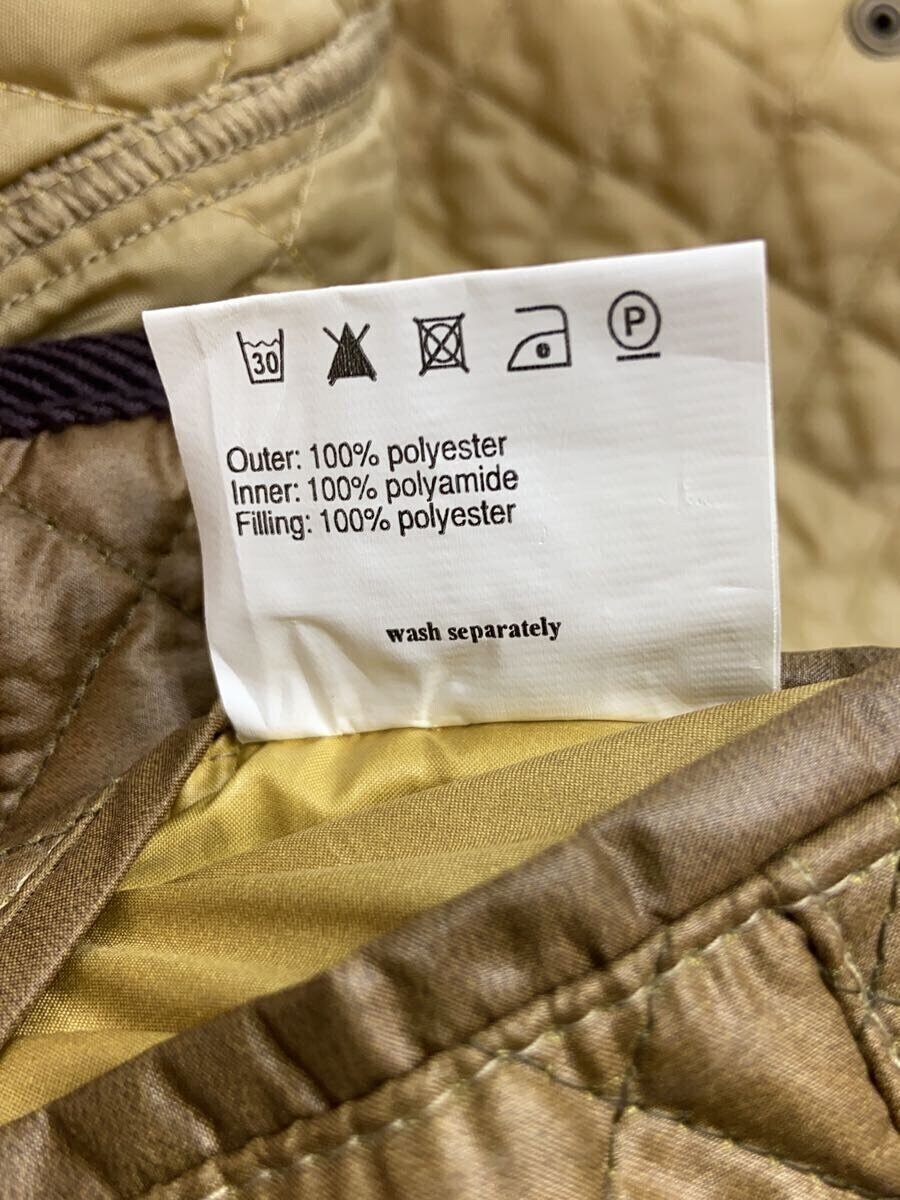 30 P
Outer: 100% polyester
Inner: 100% polyamide
Filling: 100% polyester
wash separately